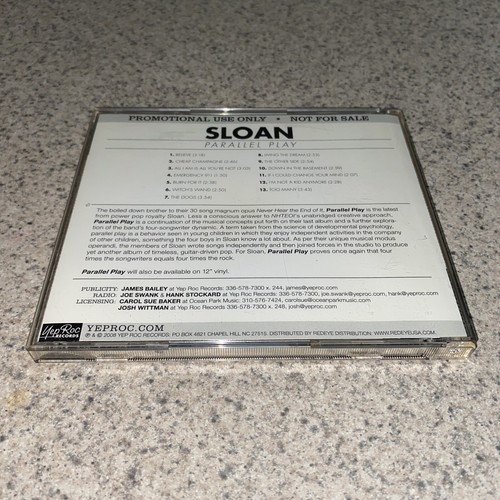 PROMOTIONAL USE ONLY • NOT FOR SALE
SLOAN
PARALLEL PLAY
1. BELIEVE IN ME (3:18)
2. CHEAP CHAMPAGNE (2:45)
3. ALL I AM IS ALL YOU'RE NOT (3:03)
4. EMERGENCY 911 (1:50)
5. BURN FOR IT (2:38)
6. WITCH'S WAND (2:50)
7. THE DOGS (3:54)
8. LIVING THE DREAM (2:53)
9. THE OTHER SIDE (2:54)
10. DOWN IN THE BASEMENT (2:59)
11. IF I COULD CHANGE YOUR MIND (2:07)
12. I'M NOT A KID ANYMORE (2:28)
13. TOO MANY (3:43)
The boiled down brother to their 30 song magnum opus Never Hear the End of It, Parallel Play is the latest
from power pop royalty Sloan. Less a conscious answer to NHTEOI's unabridged creative approach,
Parallel Play is a continuation of the musical concepts put forth on their last album and a further explora-
tion of the band's four-songwriter dynamic. A term taken from the science of developmental psychology,
parallel play is a behavior seen in young children in which they enjoy independent activities in the company
of other children, something the four boys in Sloan know a lot about. As per their unique musical modus
operandi, the members of Sloan wrote songs independently and then joined forces in the studio to produce
yet another album of timeless, guitar-driven pop. For Sloan, Parallel Play proves once again that four
times the songwriters equals four times the rock.
Parallel Play will also be available on 12" vinyl.
PUBLICITY: JAMES BAILEY at Yep Roc Records: 336-578-7300 x. 244, james@yeproc.com
RADIO: JOE SWANK & HANK STOCKARD at Yep Roc Records: 336-578-7300, joe.swank@yeproc.com, hank@yeproc.com
LICENSING: CAROL SUE BAKER at Ocean Park Music: 310-576-7424, carolsue@oceanparkmusic.com
JOSH WITTMAN at Yep Roc Records: 336-578-7300 x. 248, josh@yeproc.com
Yep Roc
RECORDS
YEPROC.COM
℗ & © 2008 YEP ROC RECORDS: PO BOX 4821 CHAPEL HILL NC 27515. DISTRIBUTED BY REDEYE DISTRIBUTION, WWW.REDEYEUSA.COM.